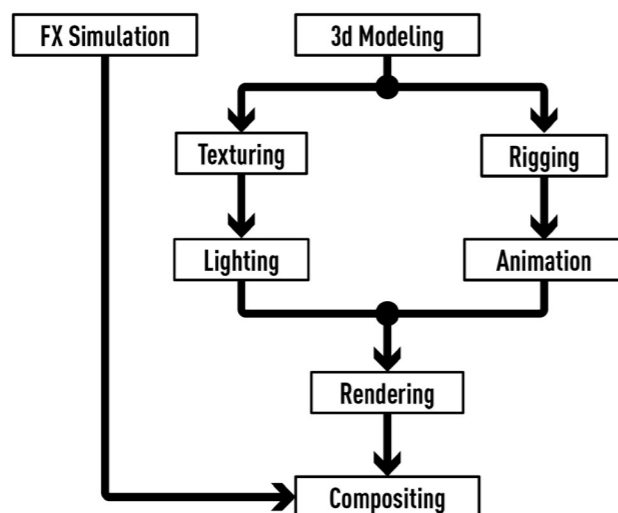 FX Simulation
3d Modeling
Texturing
Rigging
Lighting
Animation
Rendering
Compositing